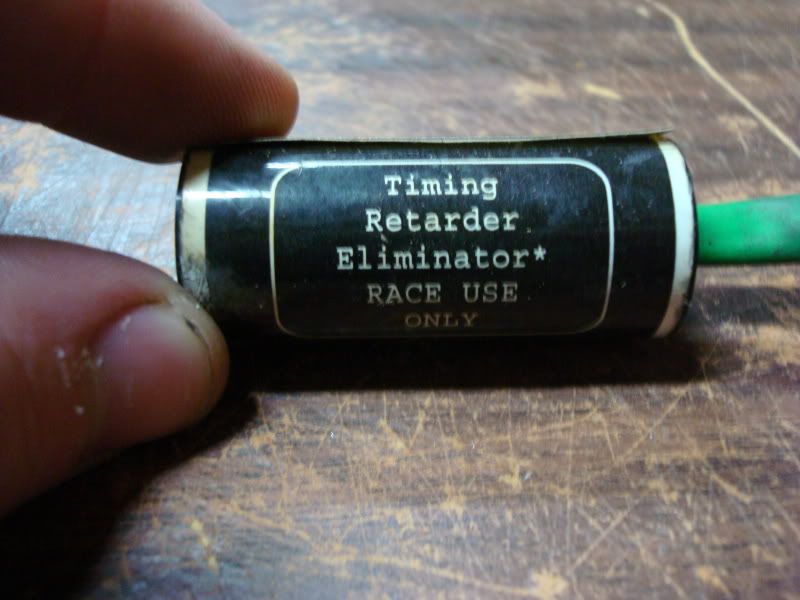 Timing
Retarder
Eliminator*
RACE USE
ONLY